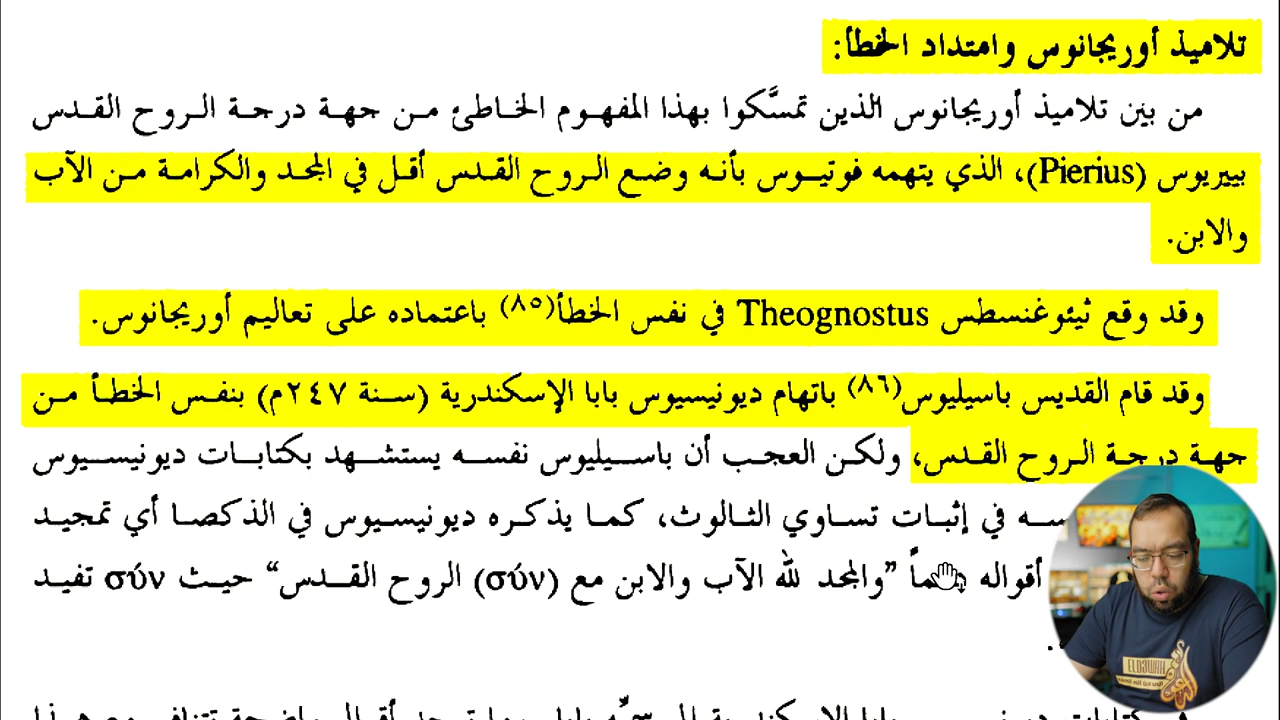 تلاميذ أوريجانوس وامتداد الخطأ:
من بين تلاميذ أوريجانوس الذين تمسَّكوا بهذا المفهوم الخاطئ من جهة درجة الروح القدس
بييريوس (Pierius)، الذي يتهمه فوتيوس بأنه وضع الروح القدس أقل في المجد والكرامة من الآب
والابن.
وقد وقع ثيئوغنسطس Theognostus في نفس الخطأ(٨٥) باعتماده على تعاليم أوريجانوس.
وقد قام القديس باسيليوس(٨٦) باتهام ديونيسيوس بابا الإسكندرية (سنة ٢٤٧م) بنفس الخطأ من
جهة درجة الروح القدس، ولكن العجب أن باسيليوس نفسه يستشهد بكتابات ديونيسيوس
في إثبات تساوي الثالوث، كما يذكره ديونيسيوس في الذكصا أي تمجيد
أقواله "والمجد لله الآب والابن مع (σύν) الروح القدس" حيث σύν تفيد
ELDA3WAH